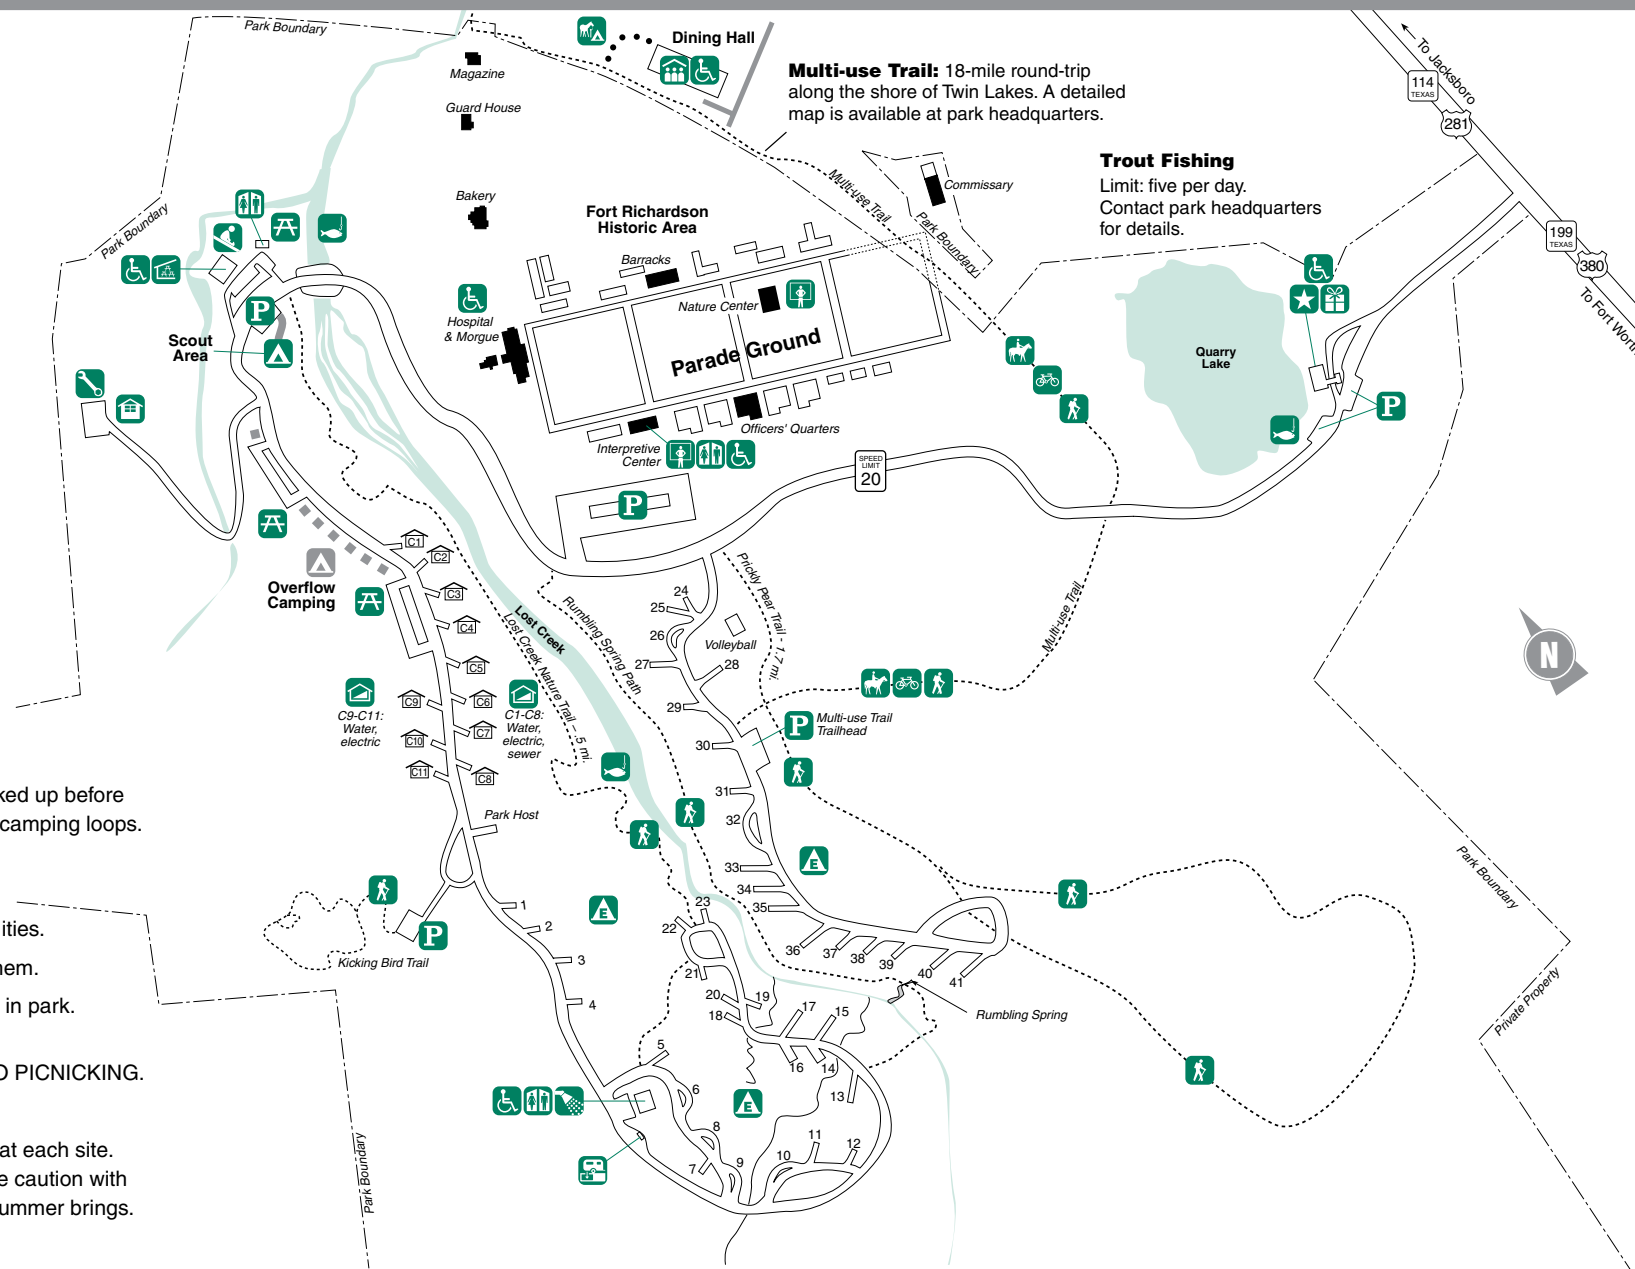 Park Boundary
Magazine
Guard House
Dining Hall
Multi-use Trail: 18-mile round-trip
along the shore of Twin Lakes. A detailed
map is available at park headquarters.
To Jacksboro
114
TEXAS
281
Trout Fishing
Limit: five per day.
Contact park headquarters
for details.
Commissary
Multi-use Trail
Park Boundary
199
TEXAS
380
To Fort Worth
Park Boundary
Bakery
Fort Richardson
Historic Area
Barracks
Nature Center
Hospital
& Morgue
Parade Ground
Officers' Quarters
Interpretive
Center
P
Scout
Area
Quarry
Lake
P
P
SPEED
LIMIT
20
Overflow
Camping
C1
C2
C3
C4
C5
C6
C7
C8
C9
C10
C11
C9-C11:
Water,
electric
C1-C8:
Water,
electric,
sewer
Lost Creek
Lost Creek Nature Trail – .5 mi.
Rumbling Spring Path
Prickly Pear Trail - 1.7 mi.
Volleyball
Multi-use Trail
N
24
25
26
27
28
29
30
31
32
33
34
35
36
37
38
39
40
41
P
Multi-use Trail
Trailhead
E
Park Host
P
Kicking Bird Trail
E
1
2
3
4
5
6
7
8
9
10
11
12
13
14
15
16
17
18
19
20
21
22
23
E
Rumbling Spring
Park Boundary
Private Property
Park Boundary
ked up before
camping loops.
ities.
nem.
in park.
O PICNICKING.
at each site.
e caution with
ummer brings.